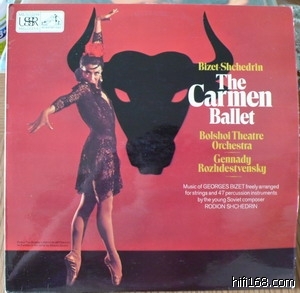 USSR
Bizet-Shchedrin
The
Carmen
Ballet
Bolshoi Theatre
Orchestra
Gennady
Rozhdestvensky
Music of GEORGES BIZET freely arranged
for strings and 47 percussion instruments
by the young Soviet composer
RODION SHCHEDRIN
hifi168.com